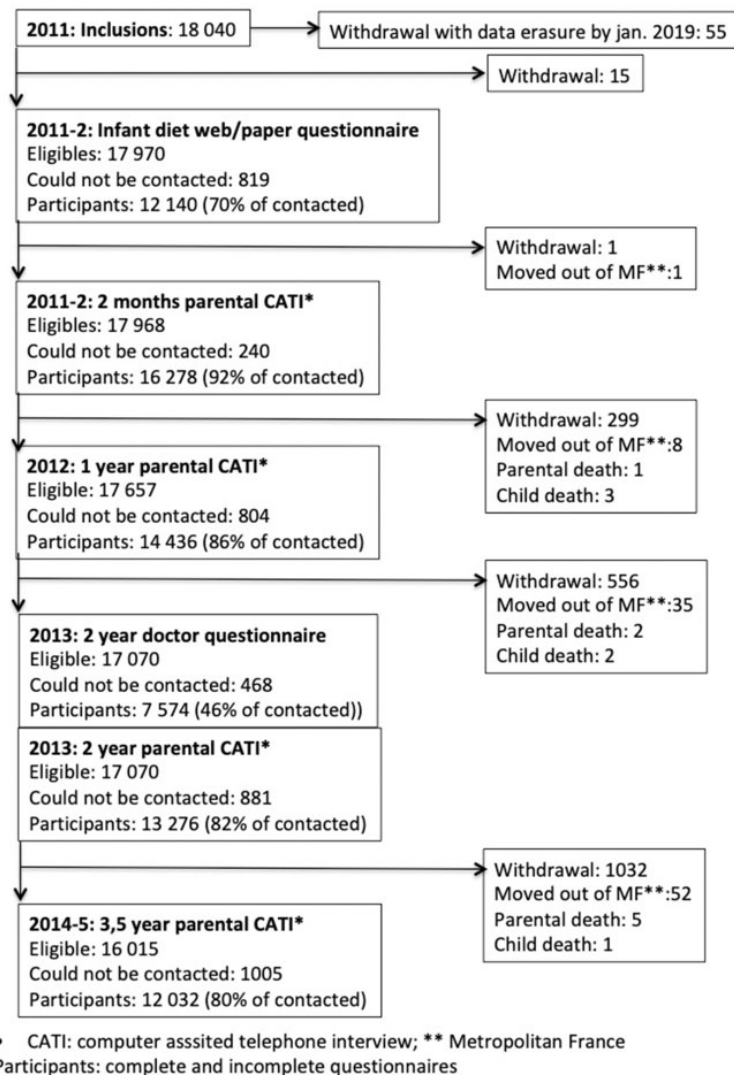 2011: Inclusions: 18 040
Withdrawal with data erasure by jan. 2019: 55
Withdrawal: 15
2011-2: Infant diet web/paper questionnaire
Eligibles: 17 970
Could not be contacted: 819
Participants: 12 140 (70% of contacted)
Withdrawal: 1
Moved out of MF**:1
2011-2: 2 months parental CATI*
Eligibles: 17 968
Could not be contacted: 240
Participants: 16 278 (92% of contacted)
Withdrawal: 299
Moved out of MF**:8
Parental death: 1
Child death: 3
2012: 1 year parental CATI*
Eligible: 17 657
Could not be contacted: 804
Participants: 14 436 (86% of contacted)
Withdrawal: 556
Moved out of MF**:35
Parental death: 2
Child death: 2
2013: 2 year doctor questionnaire
Eligible: 17 070
Could not be contacted: 468
Participants: 7 574 (46% of contacted))
2013: 2 year parental CATI*
Eligible: 17 070
Could not be contacted: 881
Participants: 13 276 (82% of contacted)
Withdrawal: 1032
Moved out of MF**:52
Parental death: 5
Child death: 1
2014-5: 3,5 year parental CATI*
Eligible: 16 015
Could not be contacted: 1005
Participants: 12 032 (80% of contacted)
• CATI: computer asssited telephone interview; ** Metropolitan France
Participants: complete and incomplete questionnaires